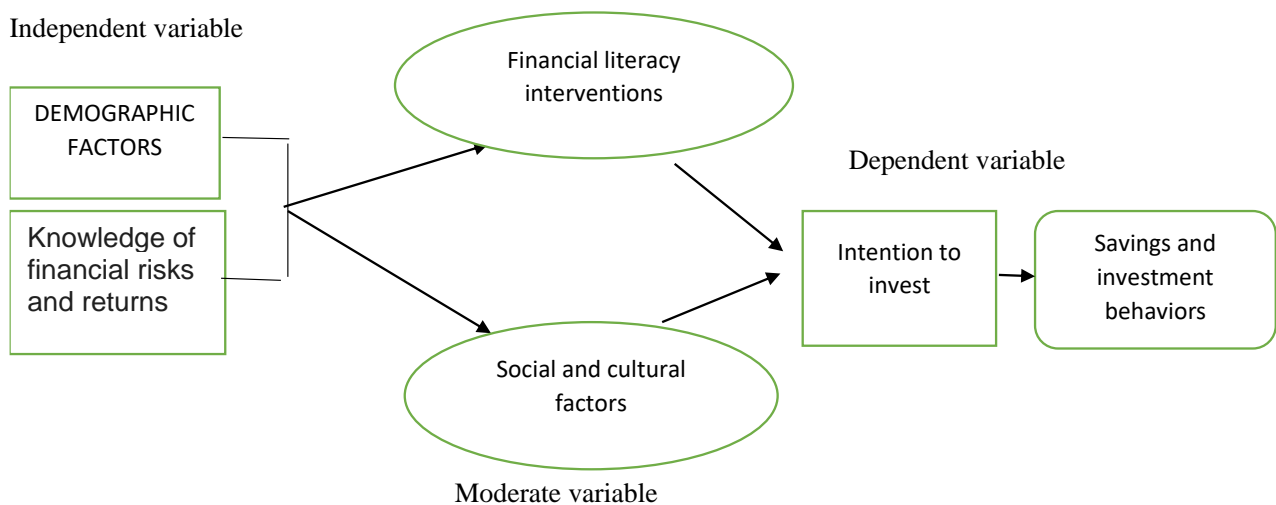 Independent variable
DEMOGRAPHIC
FACTORS
Knowledge of
financial risks
and returns
Financial literacy
interventions
Social and cultural
factors
Moderate variable
Dependent variable
Intention to
invest
Savings and
investment
behaviors